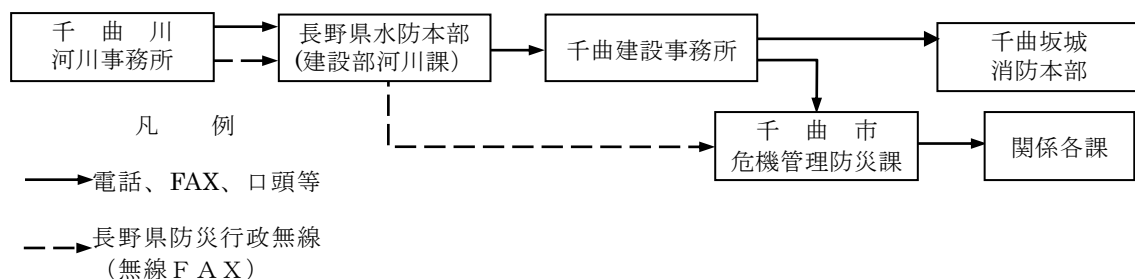 千 曲 川
河川事務所
長野県水防本部
(建設部河川課)
千曲建設事務所
千曲坂城
消防本部
千 曲 市
危機管理防災課
関係各課
凡 例
電話、FAX、口頭等
長野県防災行政無線
（無線ＦＡＸ）